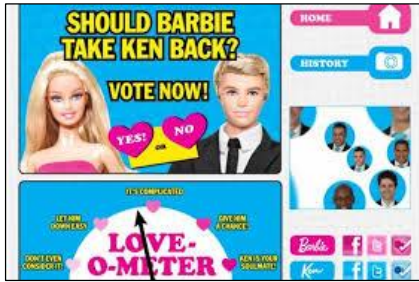 SHOULD BARBIE
TAKE KEN BACK?
VOTE NOW!
YES!
OR
NO
IT'S COMPLICATED
LET HIM
DOWN EASY
GIVE HIM
A CHANCE!
DON'T EVEN
CONSIDER IT!
KEN IS YOUR
SOULMATE!
LOVE-
O-METER
HOME
HISTORY
Barbie
Ken